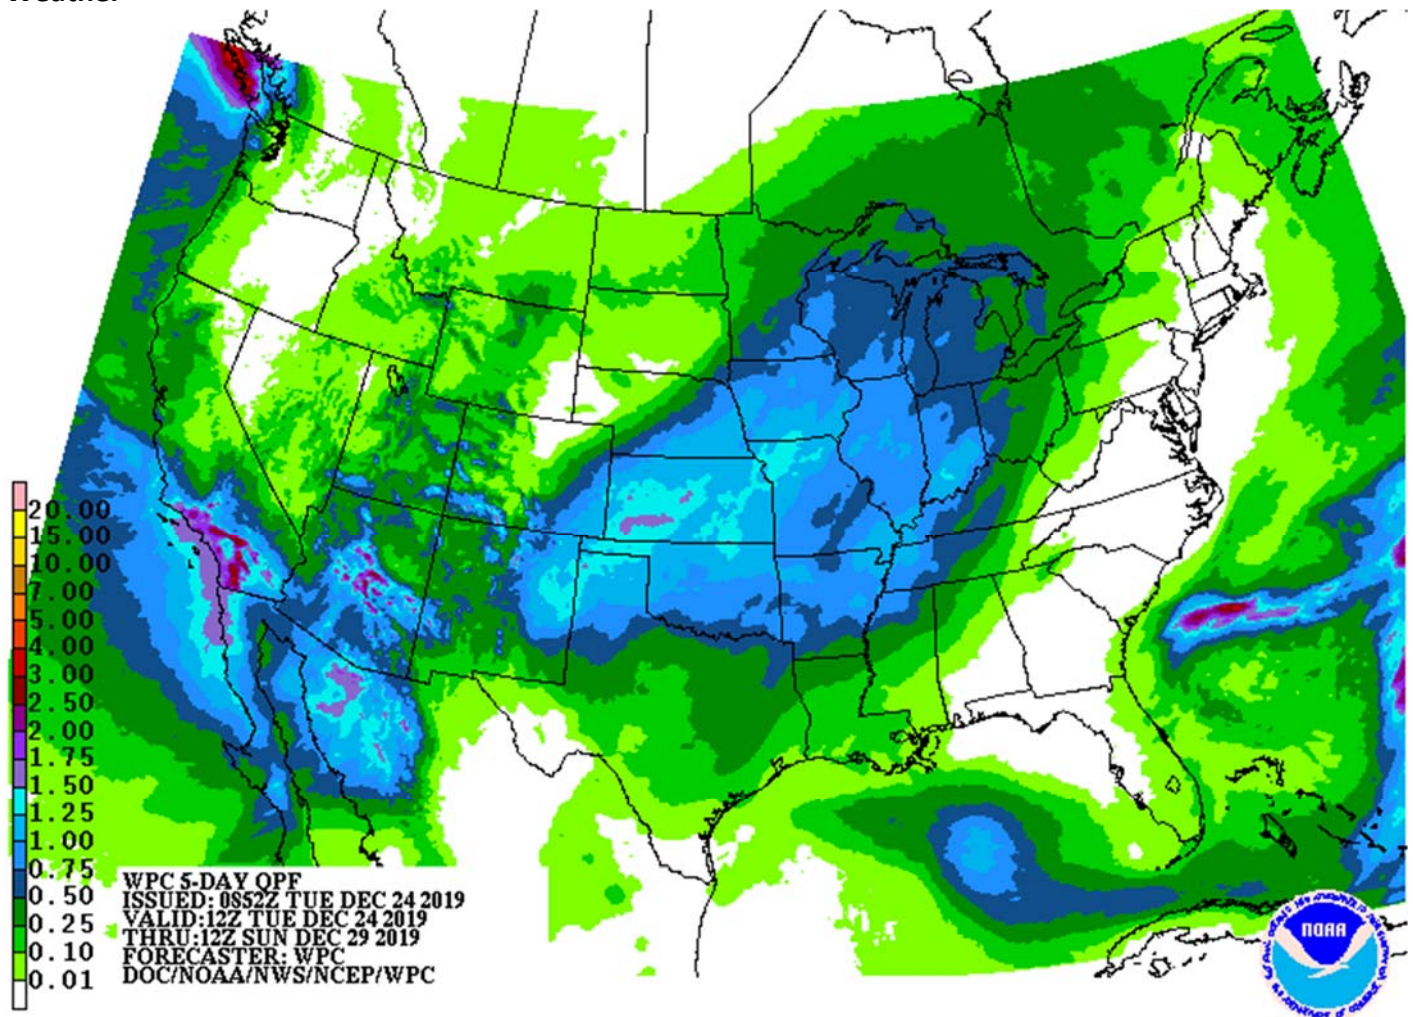 20.00
15.00
10.00
7.00
5.00
4.00
3.00
2.50
2.00
1.75
1.50
1.25
1.00
0.75
0.50
0.25
0.10
0.01
WPC 5-DAY QPF
ISSUED: 0852Z TUE DEC 24 2019
VALID:12Z TUE DEC 24 2019
THRU:12Z SUN DEC 29 2019
FORECASTER: WPC
DOC/NOAA/NWS/NCEP/WPC
NOAA